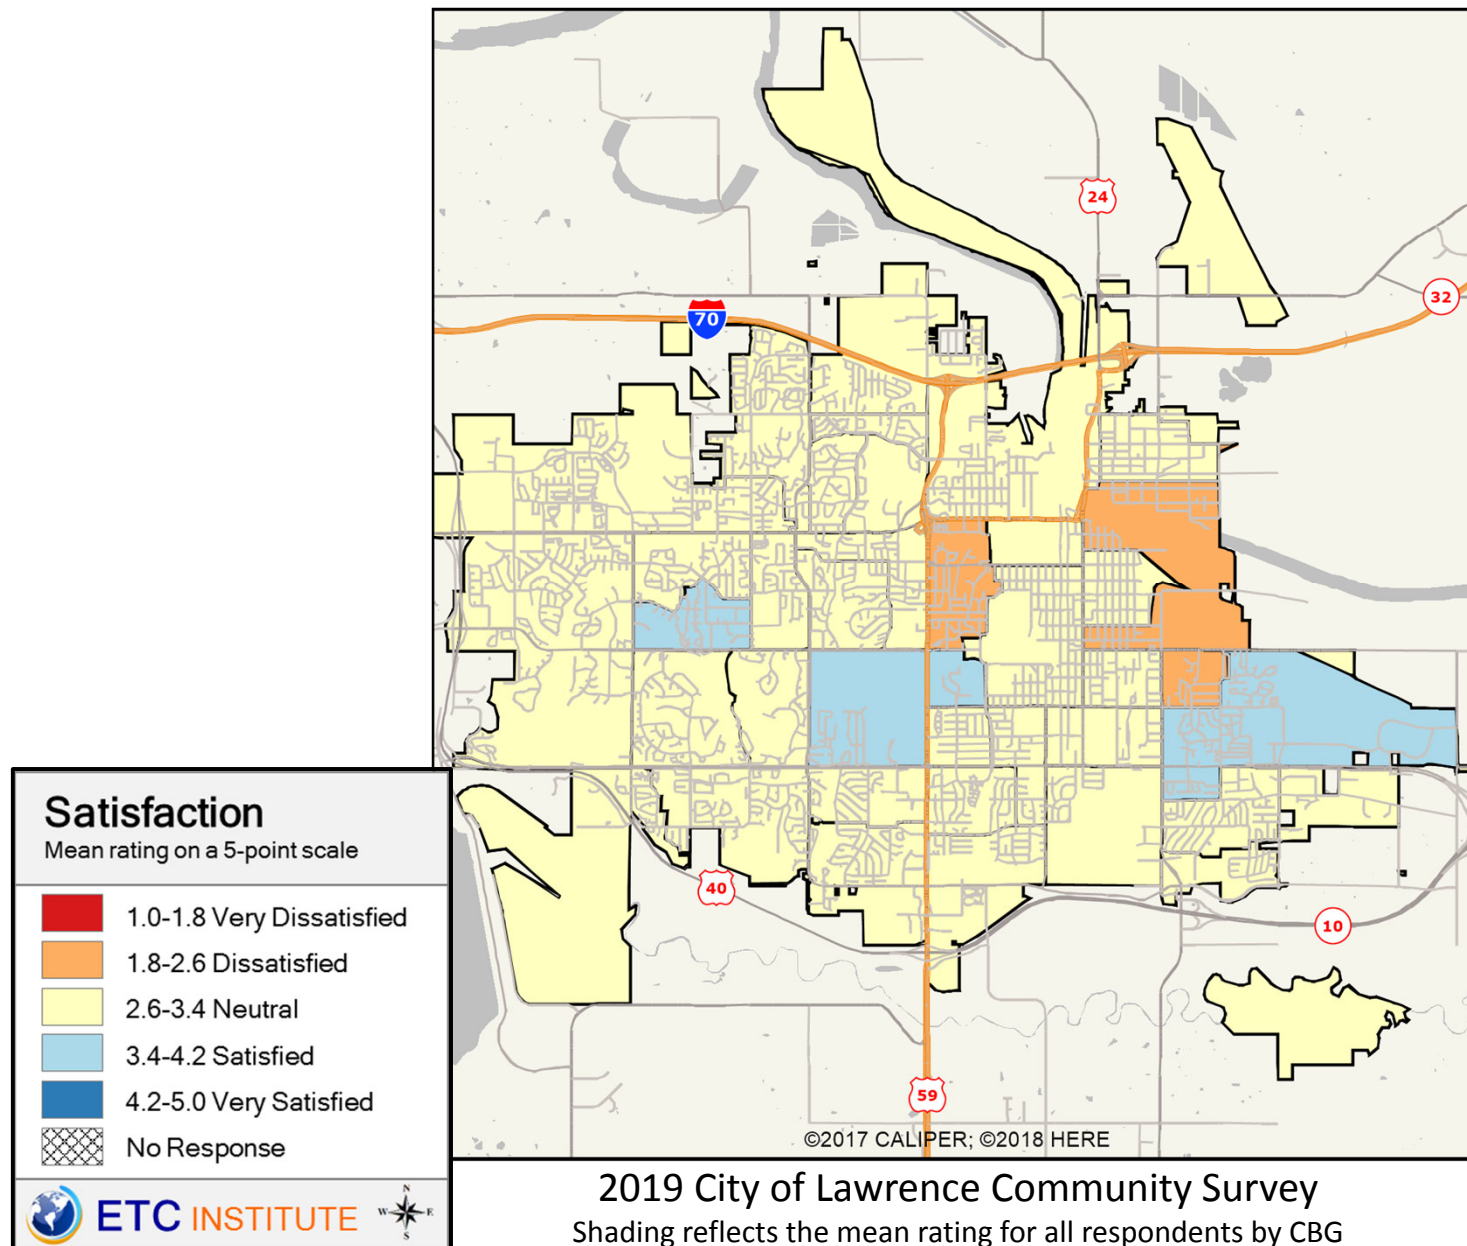 24
32
70
40
10
59
©2017 CALIPER; ©2018 HERE
Satisfaction
Mean rating on a 5-point scale
1.0-1.8 Very Dissatisfied
1.8-2.6 Dissatisfied
2.6-3.4 Neutral
3.4-4.2 Satisfied
4.2-5.0 Very Satisfied
No Response
ETC INSTITUTE
N
W E
S
2019 City of Lawrence Community Survey
Shading reflects the mean rating for all respondents by CBG